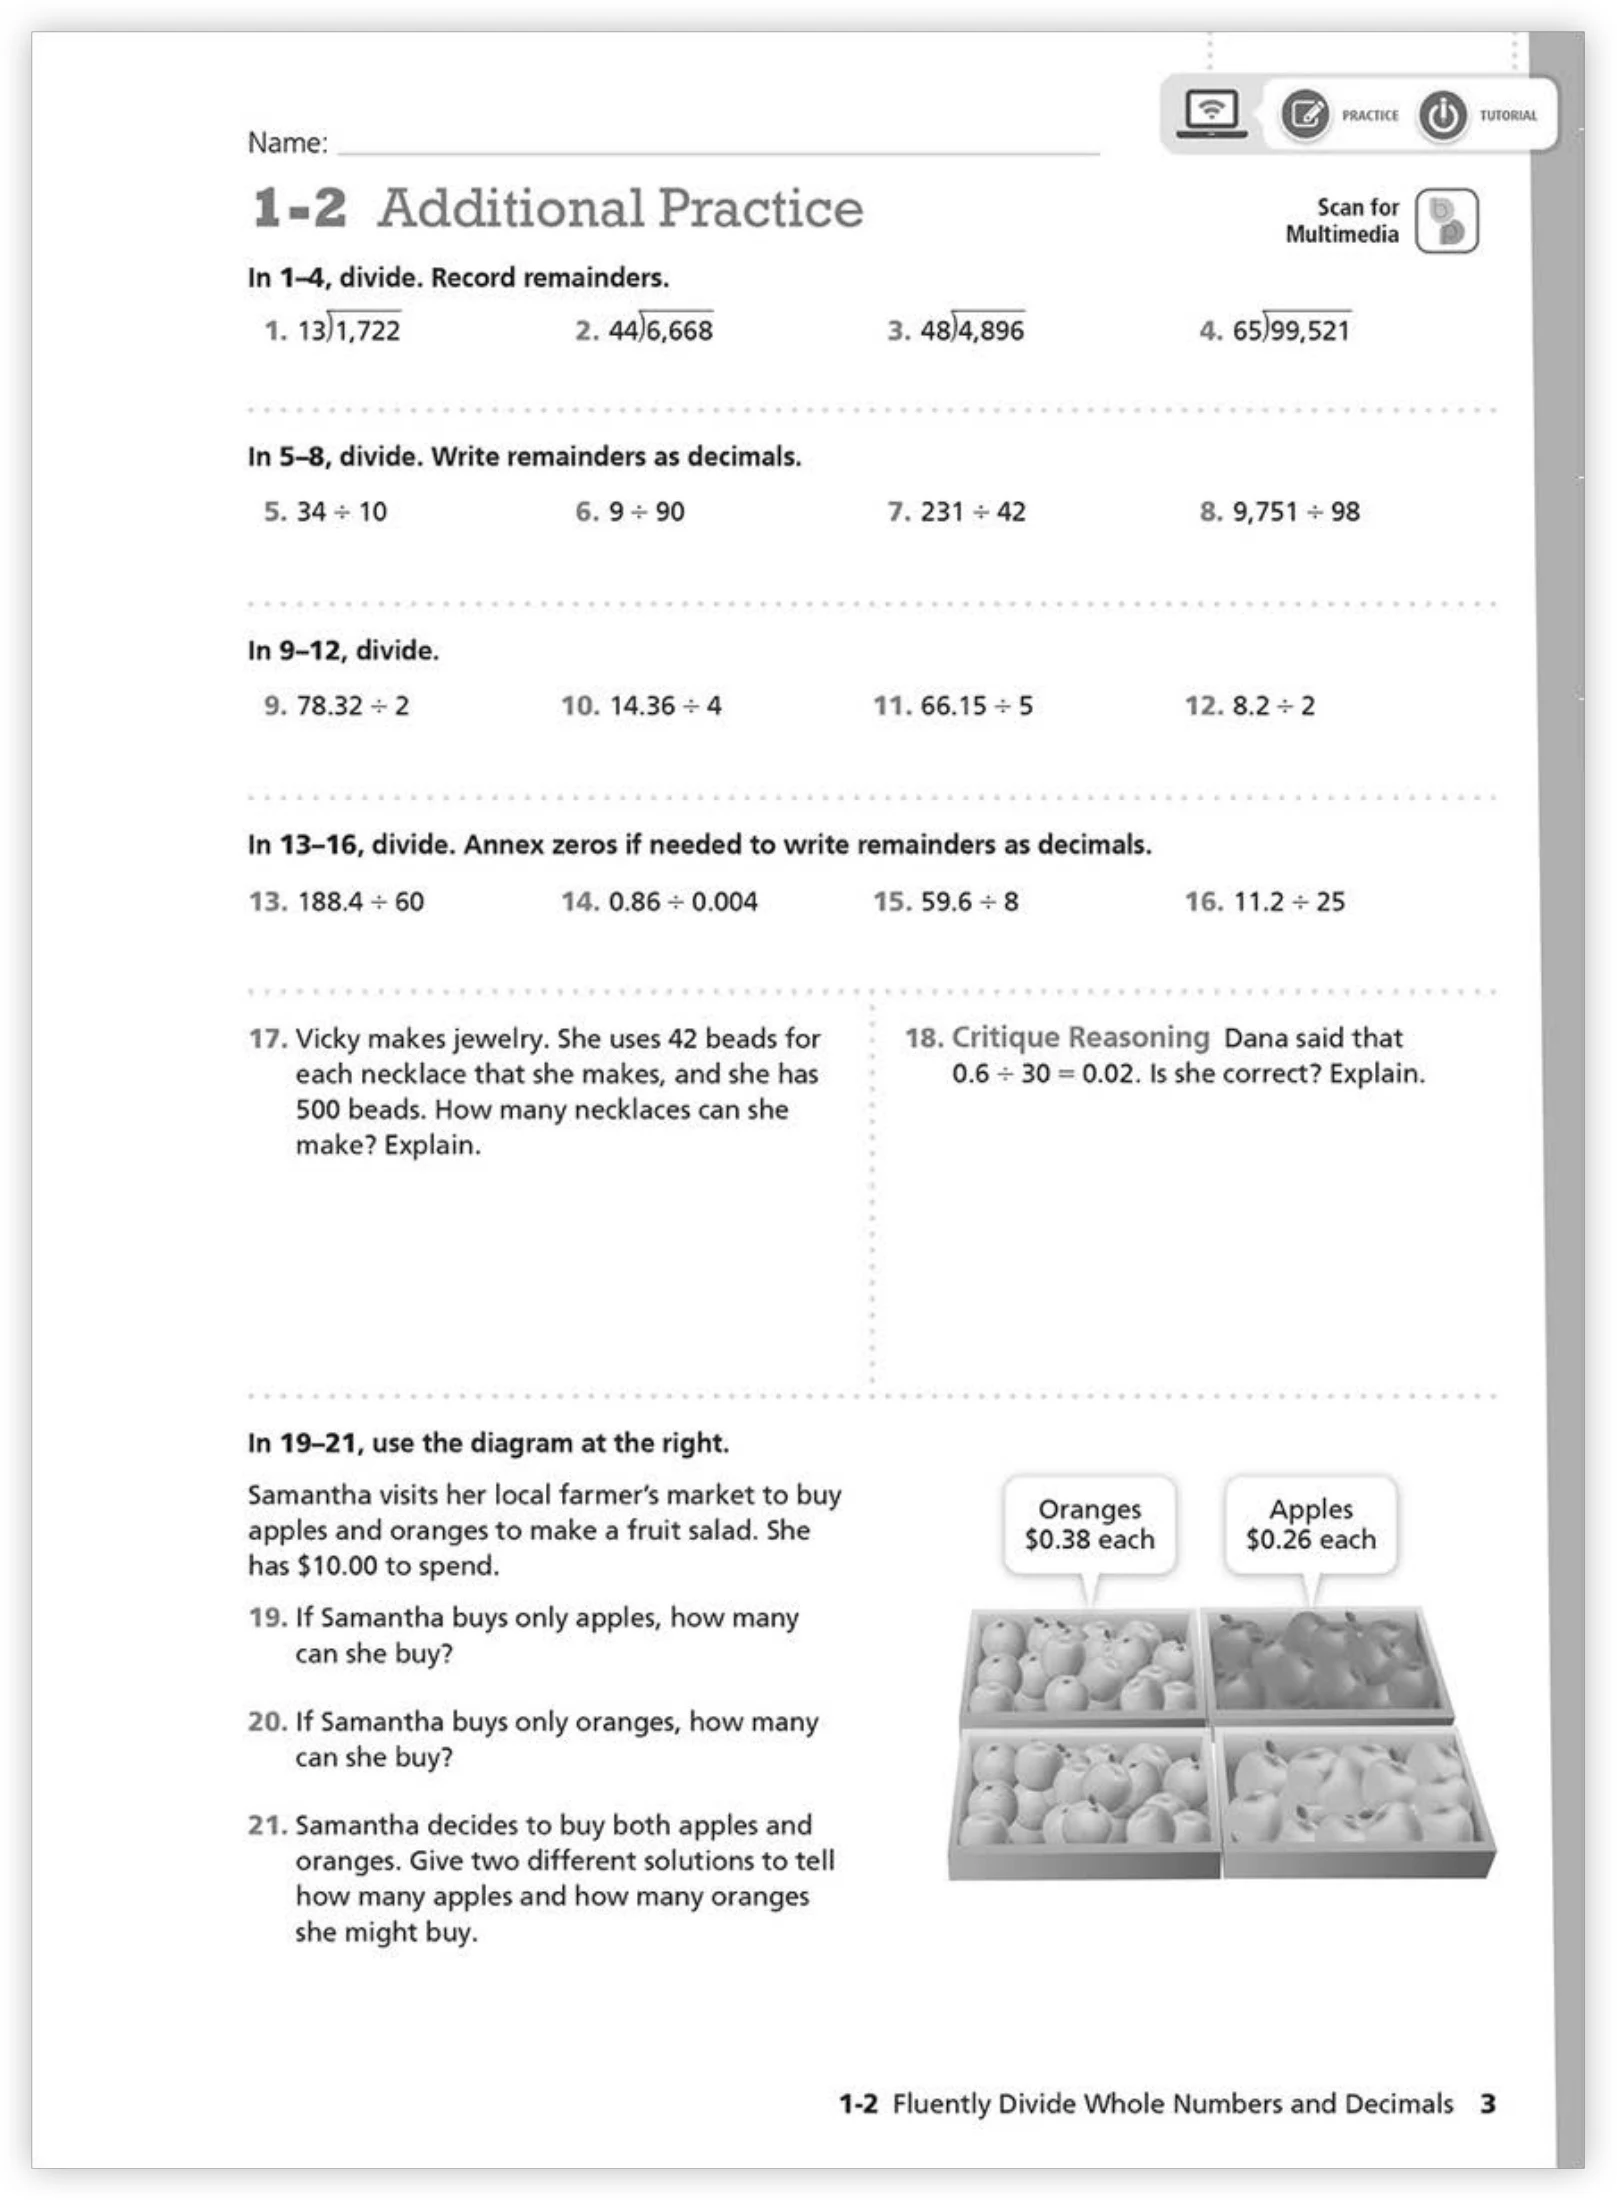 PRACTICE TUTORIAL
Name:
1-2 Additional Practice
Scan for
Multimedia
In 1–4, divide. Record remainders.
1. 13)1,722 2. 44)6,668 3. 48)4,896 4. 65)99,521
In 5–8, divide. Write remainders as decimals.
5. 34 ÷ 10 6. 9 ÷ 90 7. 231 ÷ 42 8. 9,751 ÷ 98
In 9–12, divide.
9. 78.32 ÷ 2 10. 14.36 ÷ 4 11. 66.15 ÷ 5 12. 8.2 ÷ 2
In 13–16, divide. Annex zeros if needed to write remainders as decimals.
13. 188.4 ÷ 60 14. 0.86 ÷ 0.004 15. 59.6 ÷ 8 16. 11.2 ÷ 25
17. Vicky makes jewelry. She uses 42 beads for
each necklace that she makes, and she has
500 beads. How many necklaces can she
make? Explain.
18. Critique Reasoning Dana said that
0.6 ÷ 30 = 0.02. Is she correct? Explain.
In 19–21, use the diagram at the right.
Samantha visits her local farmer's market to buy
apples and oranges to make a fruit salad. She
has $10.00 to spend.
19. If Samantha buys only apples, how many
can she buy?
20. If Samantha buys only oranges, how many
can she buy?
21. Samantha decides to buy both apples and
oranges. Give two different solutions to tell
how many apples and how many oranges
she might buy.
Oranges
$0.38 each
Apples
$0.26 each
1-2 Fluently Divide Whole Numbers and Decimals 3